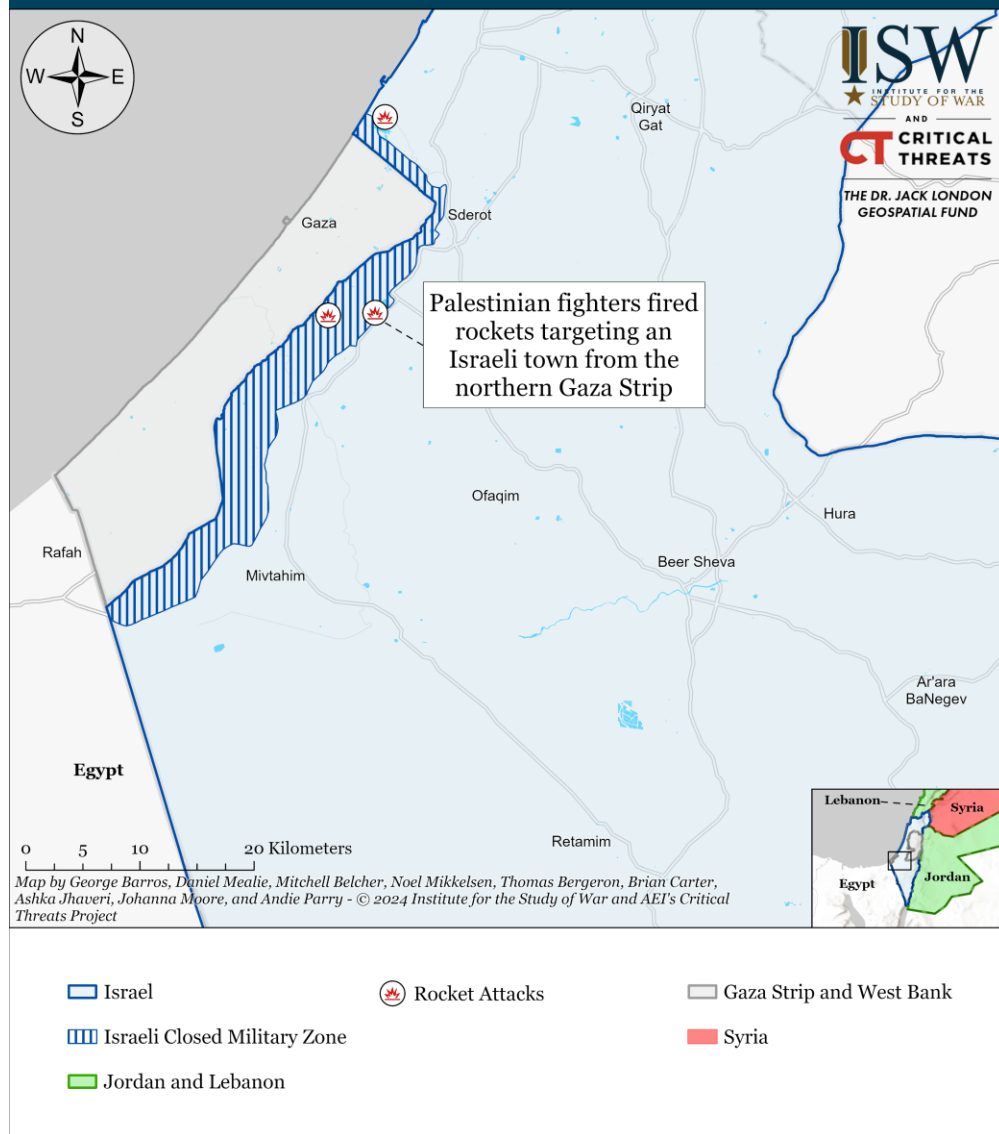 N
W E
S
ISW
INSTITUTE FOR THE
STUDY OF WAR
AND
CT CRITICAL
THREATS
THE DR. JACK LONDON
GEOSPATIAL FUND
Qiryat
Gat
Sderot
Gaza
Palestinian fighters fired
rockets targeting an
Israeli town from the
northern Gaza Strip
Ofaqim
Hura
Rafah
Beer Sheva
Mivtahim
Ar'ara
BaNegev
Egypt
Retamim
0 5 10 20 Kilometers
Map by George Barros, Daniel Mealie, Mitchell Belcher, Noel Mikkelsen, Thomas Bergeron, Brian Carter,
Ashka Jhaveri, Johanna Moore, and Andie Parry - © 2024 Institute for the Study of War and AEI's Critical
Threats Project
Lebanon
Syria
Egypt
Jordan
Israel
Rocket Attacks
Gaza Strip and West Bank
Israeli Closed Military Zone
Syria
Jordan and Lebanon